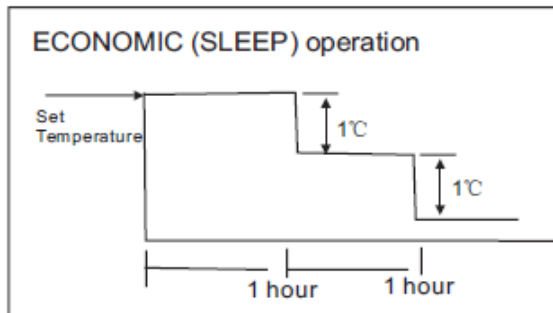 ECONOMIC (SLEEP) operation
Set
Temperature
1℃
1℃
1 hour
1 hour